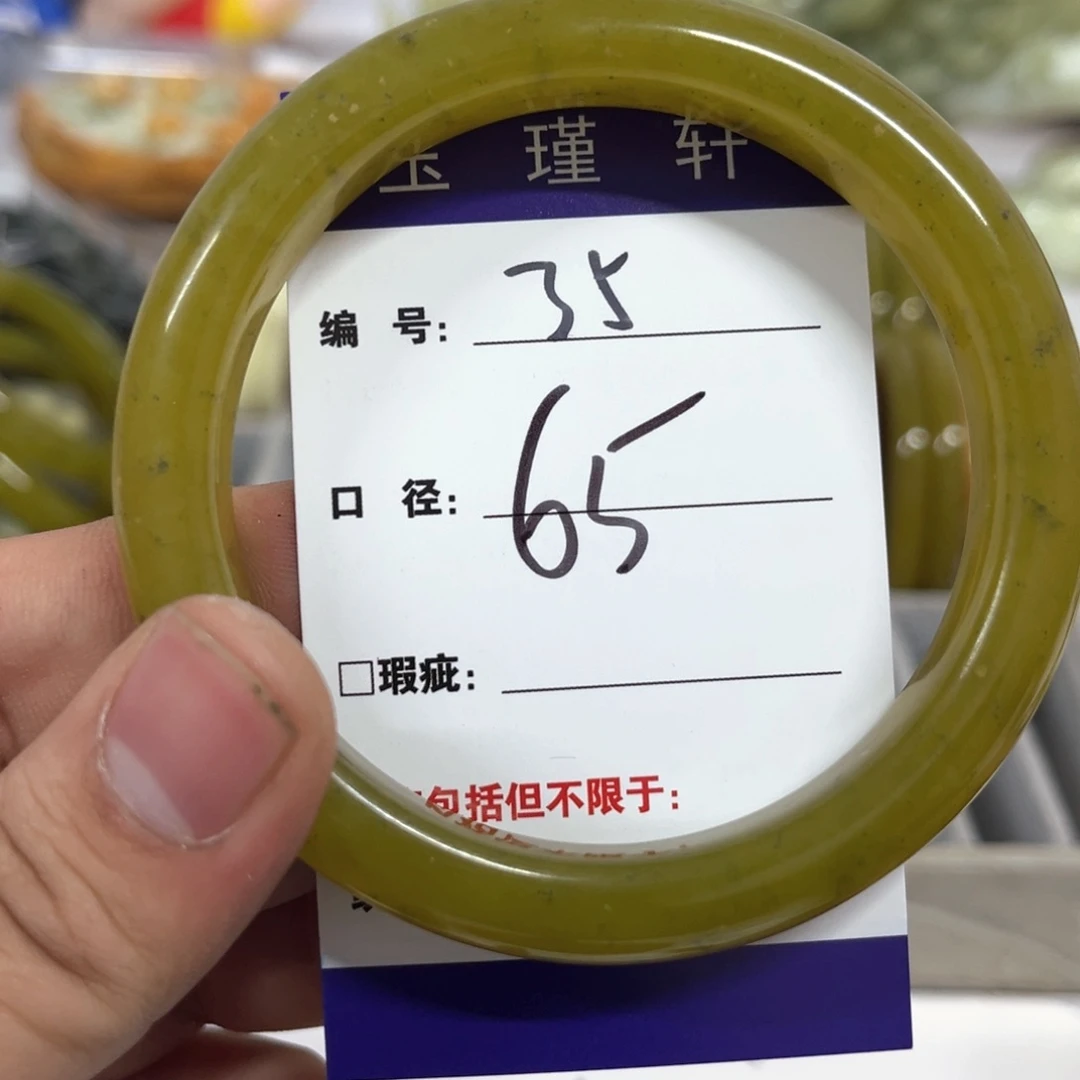 玉 瑾 轩
编 号: 35
口 径: 65
□瑕疵:
包括但不限于: